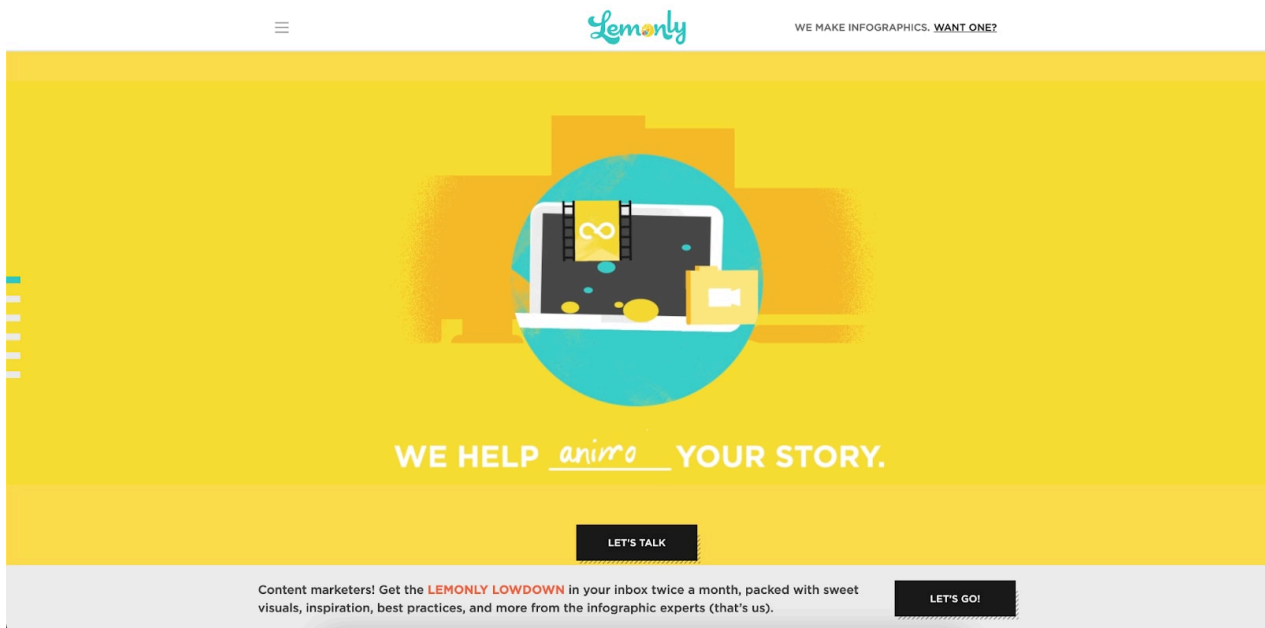 Lemonly
WE MAKE INFOGRAPHICS. WANT ONE?
WE HELP YOUR STORY.
LET'S TALK
Content marketers! Get the LEMONLY LOWDOWN in your inbox twice a month, packed with sweet
visuals, inspiration, best practices, and more from the infographic experts (that's us).
LET'S GO!